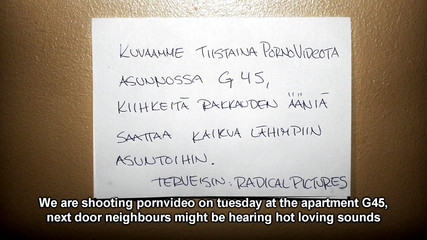 KUVAAMME TIISTAINA PORNOVIDEOTA
ASUNNOSSA G45,
KIIHKEITÄ RAKKAUDEN ÄÄNIÄ
SAATTAA KAIKUA LÄHIMPIIN
ASUNTOIHIN.
TERVEISIN: RADICAL PICTURES
We are shooting pornvideo on tuesday at the apartment G45,
next door neighbours might be hearing hot loving sounds